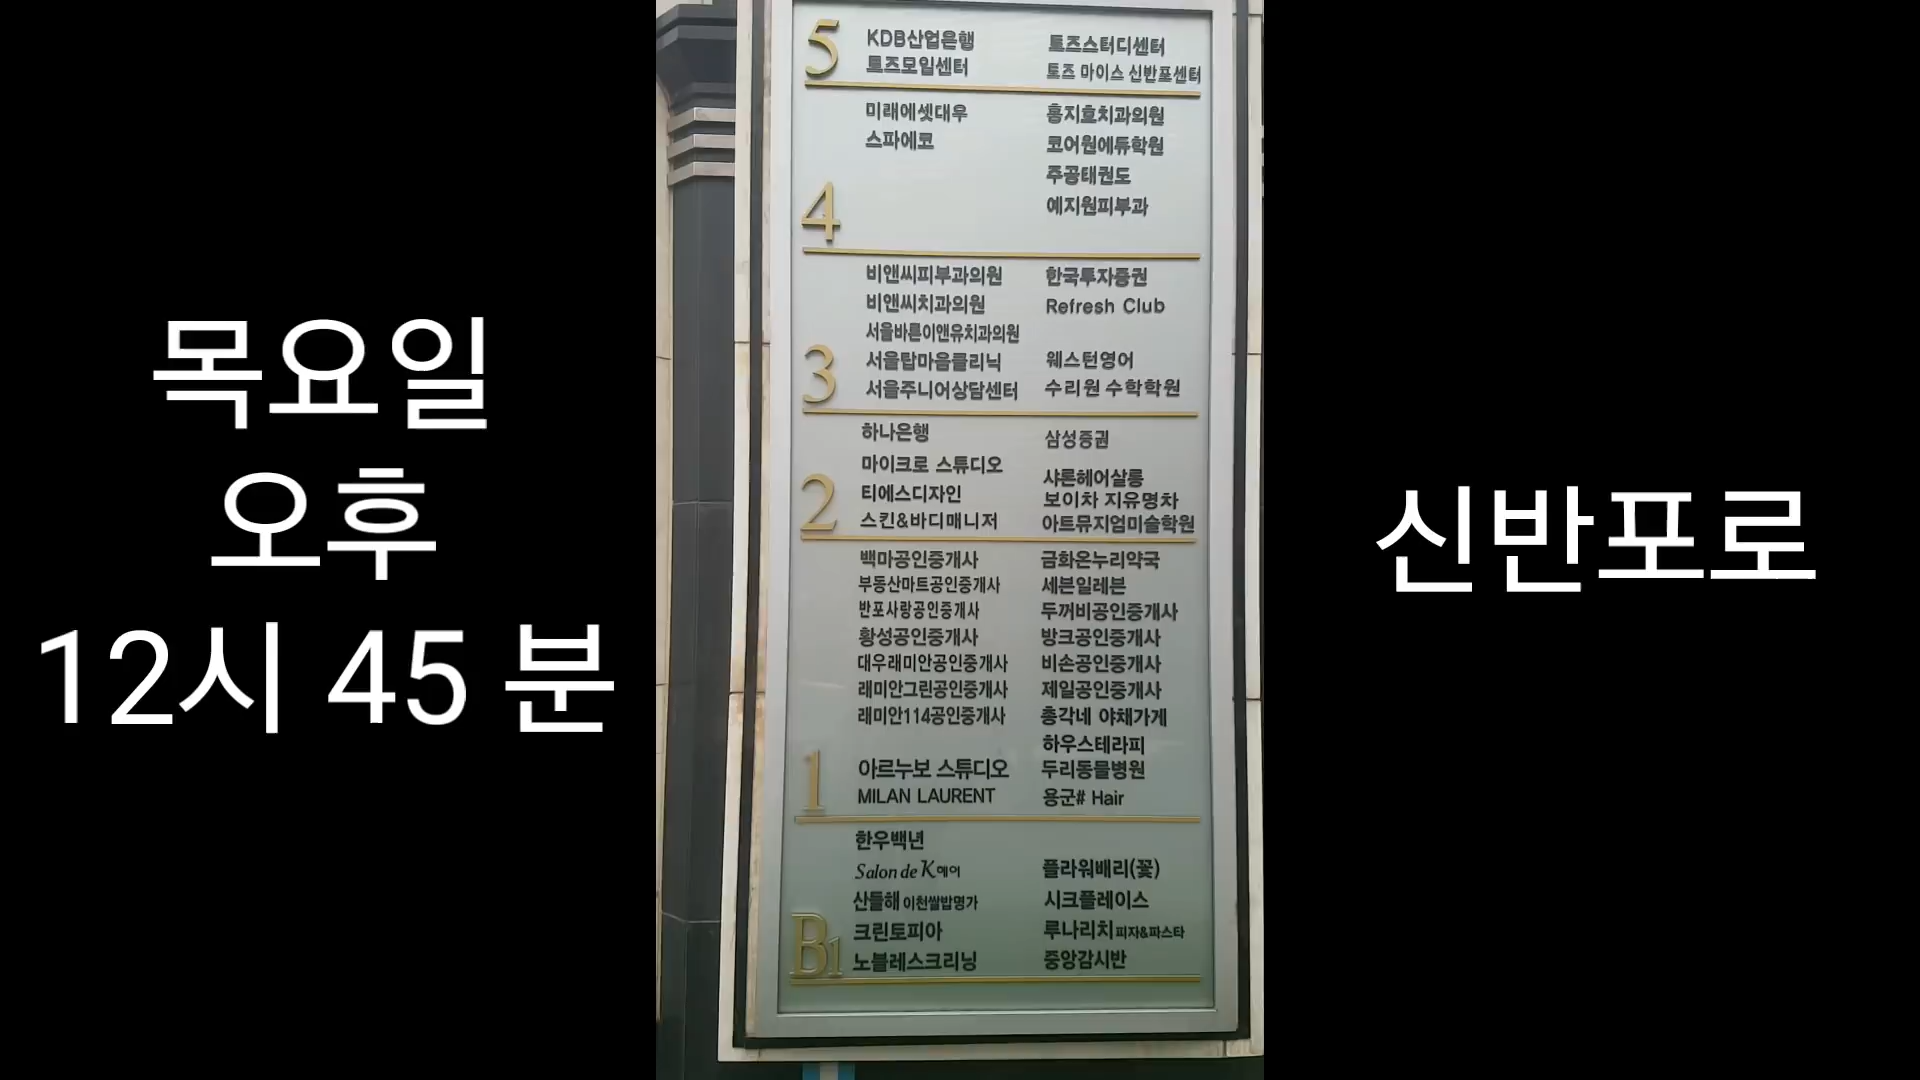 목요일
오후
12시 45 분
5
KDB산업은행
토즈모임센터
토즈스터디센터
토즈 마이스 신반포센터
4
미래에셋대우
스파에코
홍지효치과의원
코어원에듀학원
주공태권도
예지원피부과
3
비앤씨피부과의원
비앤씨치과의원
서울바른이앤유치과의원
서울탑마음클리닉
서울주니어상담센터
한국투자증권
Refresh Club
웨스턴영어
수리원 수학학원
2
하나은행
마이크로 스튜디오
티에스디자인
스킨&바디매니저
삼성증권
샤론헤어살롱
보이차 지유명차
아트뮤지엄미술학원
1
백마공인중개사
부동산마트공인중개사
반포사랑공인중개사
황성공인중개사
대우래미안공인중개사
래미안그린공인중개사
래미안114공인중개사
아르누보 스튜디오
MILAN LAURENT
금화온누리약국
세븐일레븐
두꺼비공인중개사
방크공인중개사
비손공인중개사
제일공인중개사
총각네 야채가게
하우스테라피
두리동물병원
용군# Hair
B1
한우백년
Salon de K헤어
산들해 이천쌀밥명가
크린토피아
노블레스크리닝
플라워배리(꽃)
시크플레이스
루나리치 피자&파스타
중앙감시반
신반포로